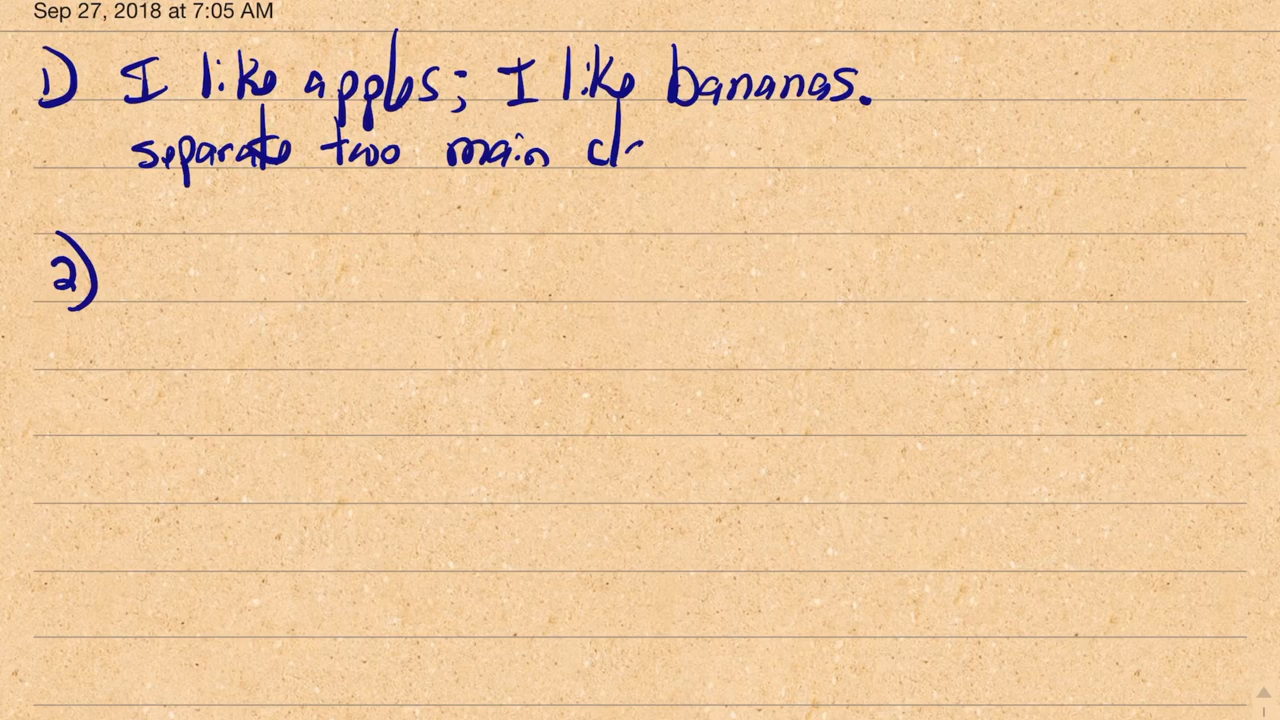 Sep 27, 2018 at 7:05 AM
1) I like apples; I like bananas.
separate two main
2)